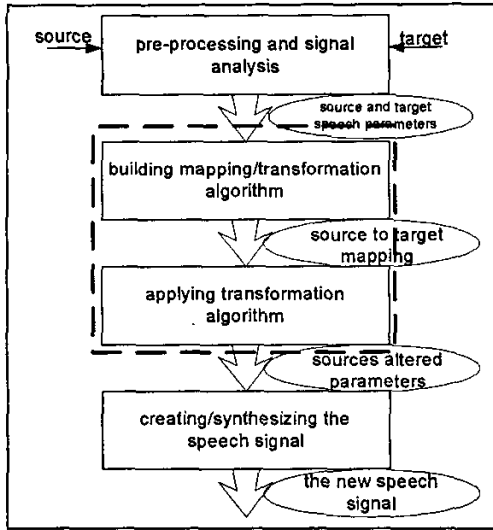 source
target
pre-processing and signal
analysis
source and target
speech parameters
building mapping/transformation
algorithm
source to target
mapping
applying transformation
algorithm
sources altered
parameters
creating/synthesizing the
speech signal
the new speech
signal